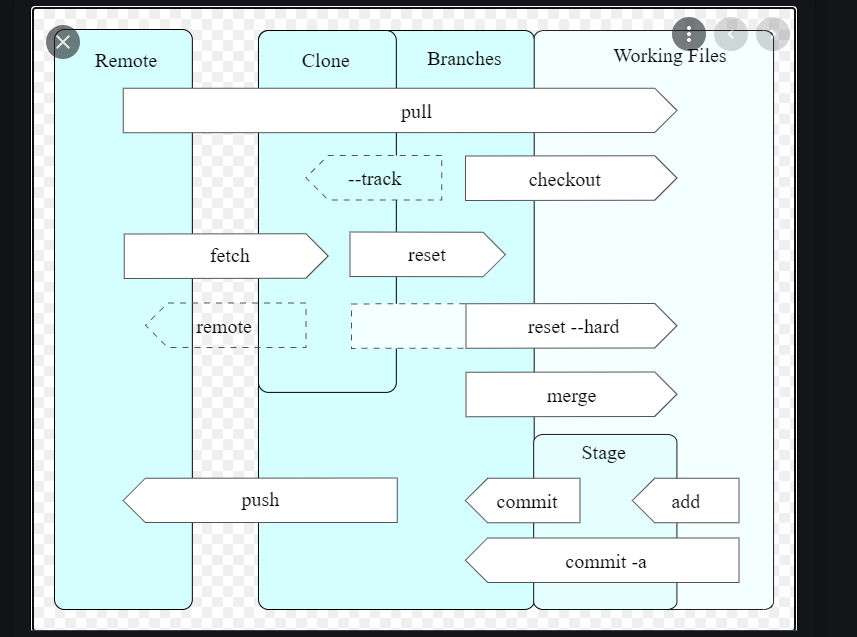 Remote
Clone
Branches
Working Files
pull
--track
checkout
fetch
reset
remote
reset --hard
merge
Stage
push
commit
add
commit -a